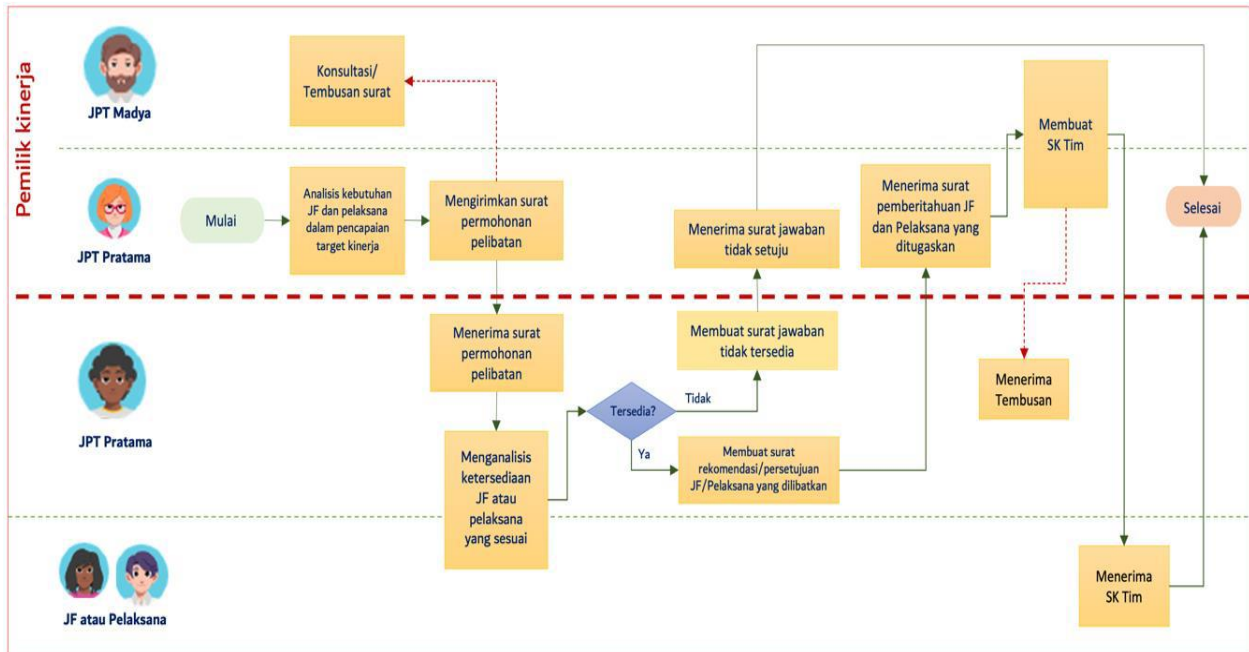 Pemilik kinerja
JPT Madya
Konsultasi/
Tembusan surat
Membuat
SK Tim
JPT Pratama
Mulai
Analisis kebutuhan
JF dan pelaksana
dalam pencapaian
target kinerja
Mengirimkan surat
permohonan
pelibatan
Menerima surat jawaban
tidak setuju
Menerima surat
pemberitahuan JF
dan Pelaksana yang
ditugaskan
Selesai
JPT Pratama
Menerima surat
permohonan
pelibatan
Menganalisis
ketersediaan
JF atau
pelaksana
yang sesuai
Tersedia?
Tidak
Ya
Membuat surat jawaban
tidak tersedia
Membuat surat
rekomendasi/persetujuan
JF/Pelaksana yang dilibatkan
Menerima
Tembusan
JF atau Pelaksana
Menerima
SK Tim